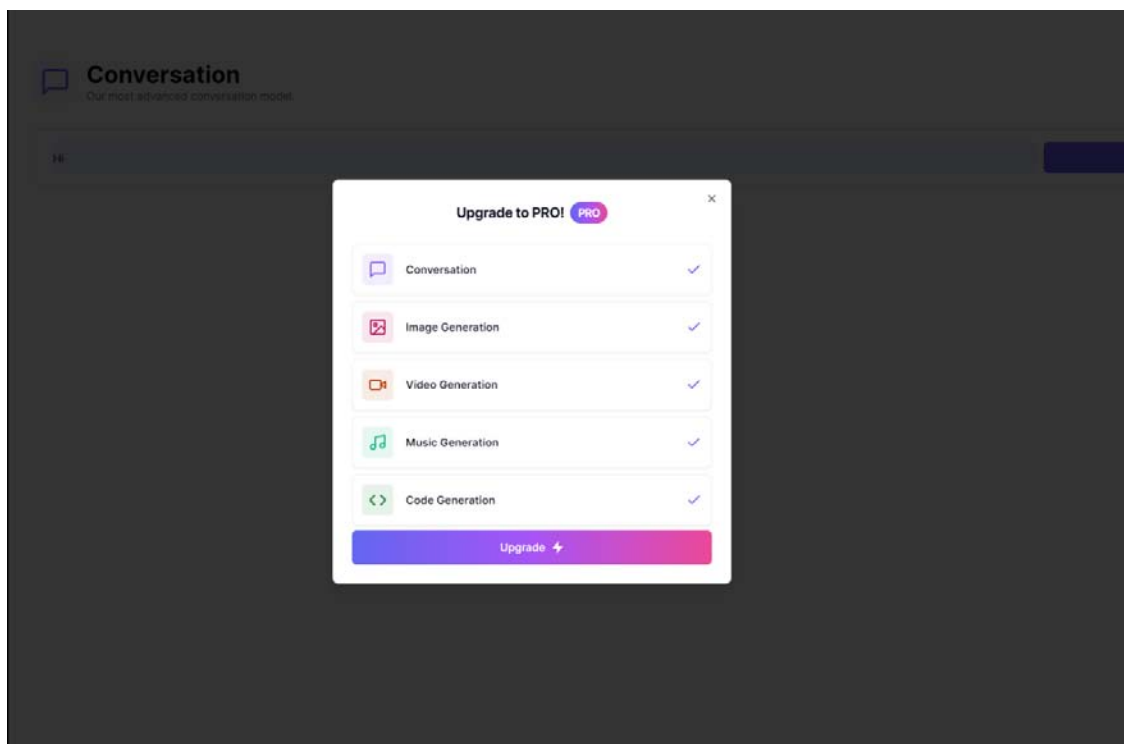 Conversation
Our most advanced conversation model.
Hi
Upgrade to PRO! PRO
Conversation
Image Generation
Video Generation
Music Generation
Code Generation
Upgrade